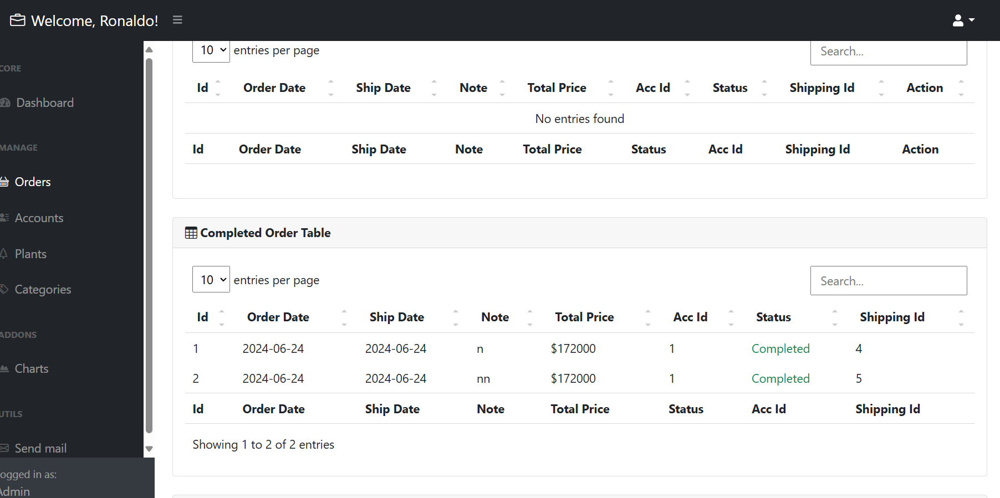 Welcome, Ronaldo!
CORE
Dashboard
MANAGE
Orders
Accounts
Plants
Categories
ADDONS
Charts
UTILS
Send mail
ogged in as:
Admin
10 entries per page
Search...
Id Order Date Ship Date Note Total Price Acc Id Status Shipping Id Action
No entries found
Id Order Date Ship Date Note Total Price Status Acc Id Shipping Id Action
Completed Order Table
10 entries per page
Search...
Id Order Date Ship Date Note Total Price Acc Id Status Shipping Id
1 2024-06-24 2024-06-24 n $172000 1 Completed 4
2 2024-06-24 2024-06-24 nn $172000 1 Completed 5
Id Order Date Ship Date Note Total Price Status Acc Id Shipping Id
Showing 1 to 2 of 2 entries